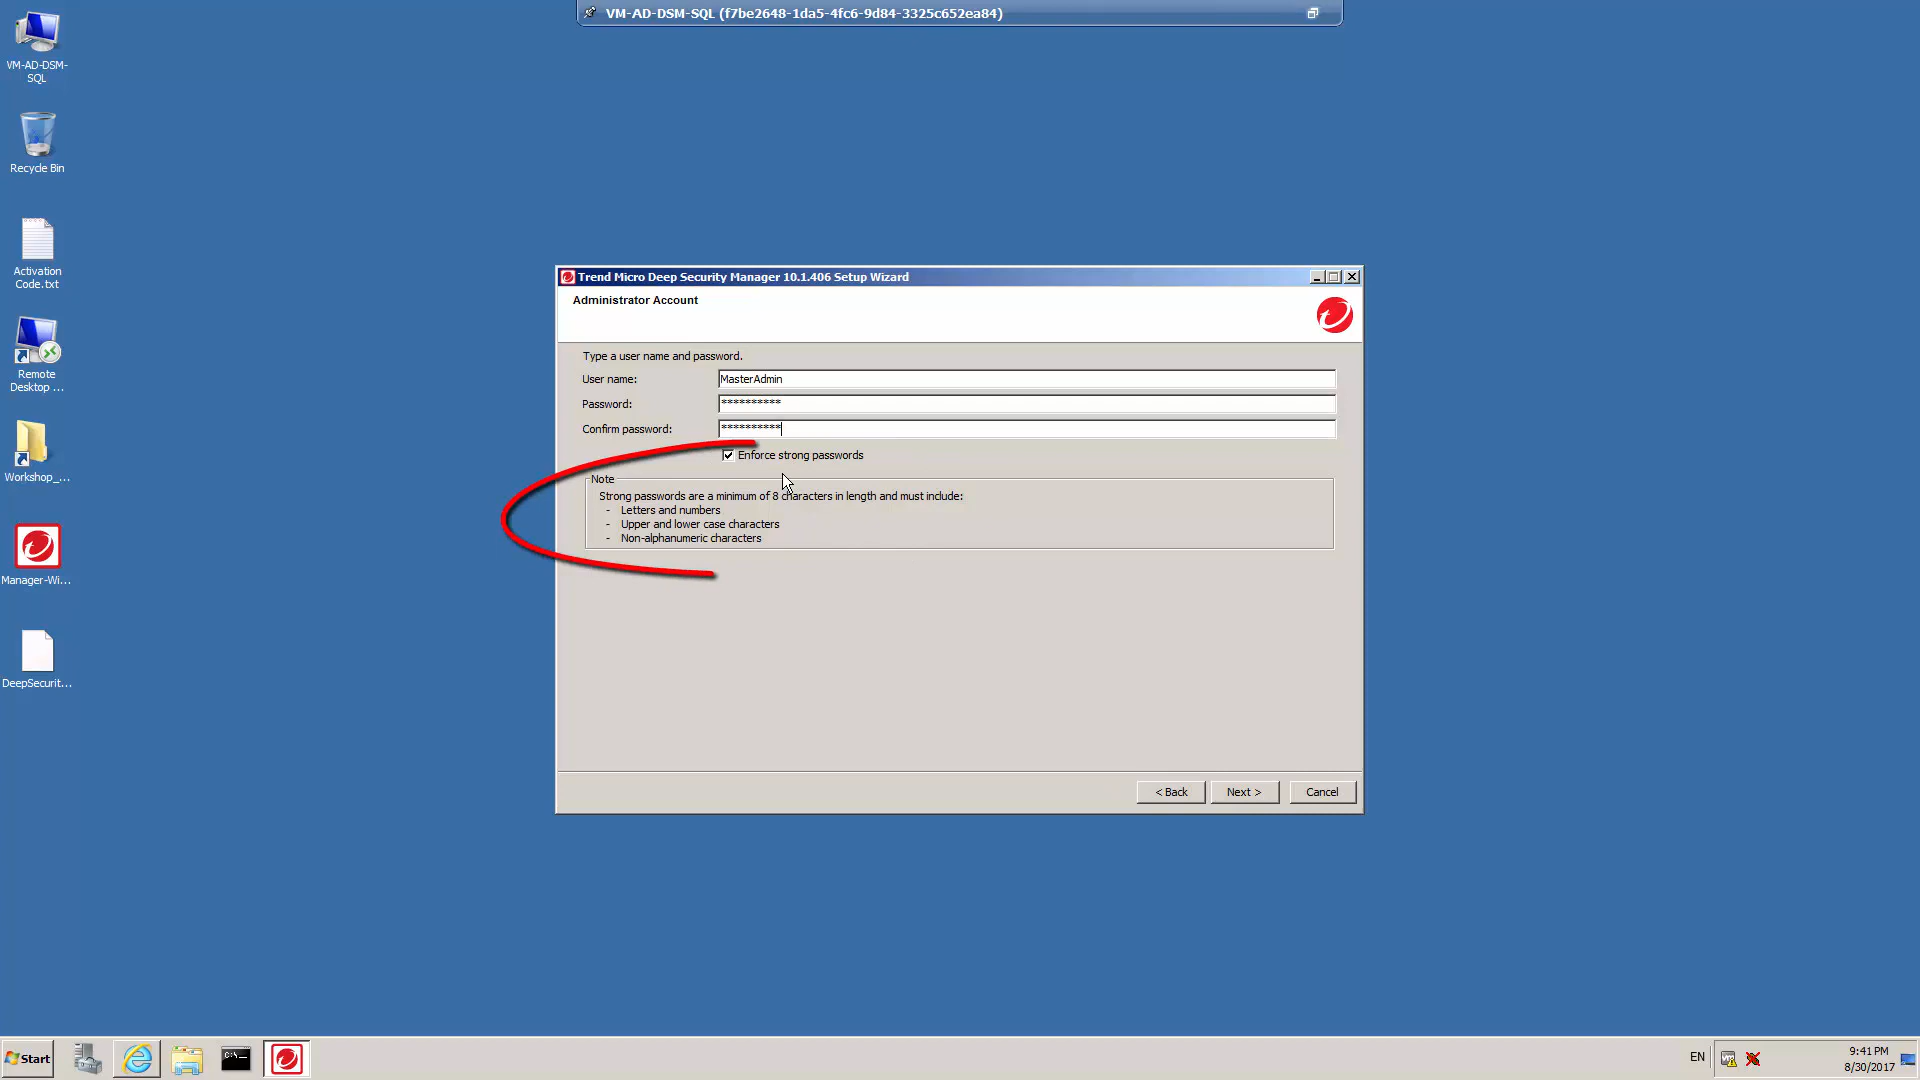 VM-AD-DSM-SQL (f7be2648-1da5-4fc6-9d84-3325c652ea84)
VM-AD-DSM-
SQL
Recycle Bin
Activation
Code.txt
Remote
Desktop ...
Workshop_...
Manager-Wi...
DeepSecurit...
Trend Micro Deep Security Manager 10.1.406 Setup Wizard
Administrator Account
Type a user name and password.
User name:
MasterAdmin
Password:
**********
Confirm password:
**********
Enforce strong passwords
Note
Strong passwords are a minimum of 8 characters in length and must include:
- Letters and numbers
- Upper and lower case characters
- Non-alphanumeric characters
< Back
Next >
Cancel
Start
C:\_
EN
9:41 PM
8/30/2017